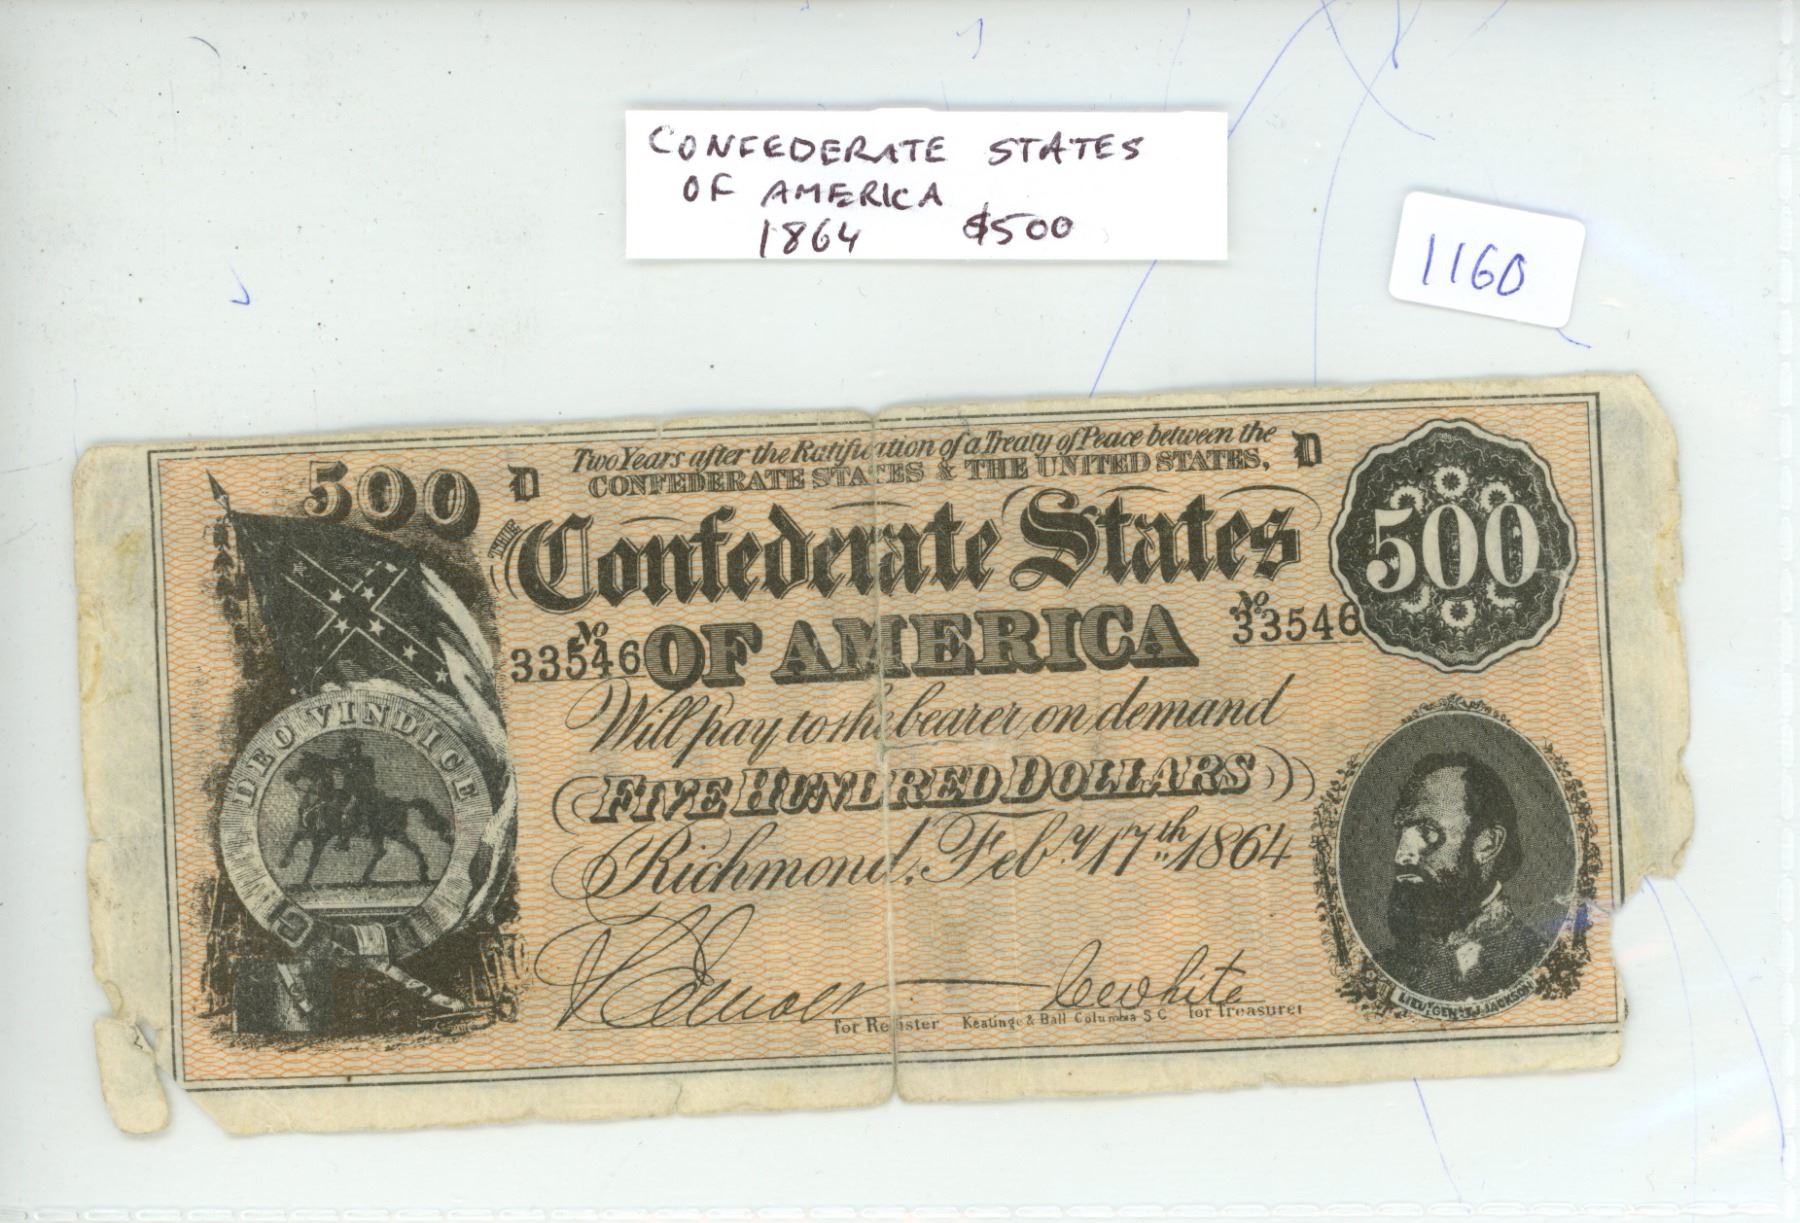 CONFEDERATE STATES
OF AMERICA
1864 $500
1160
500
D
Two Years after the Ratification of a Treaty of Peace between the
CONFEDERATE STATES & THE UNITED STATES,
D
500
THE Confederate States
No 33546
OF AMERICA
No 33546
Will pay to the bearer on demand
FIVE HUNDRED DOLLARS
Richmond, Feby 17th 1864
DEO VINDICE
for Register
Keatinge & Ball Columbia S C
for Treasurer
LIEUT GEN T.J. JACKSON